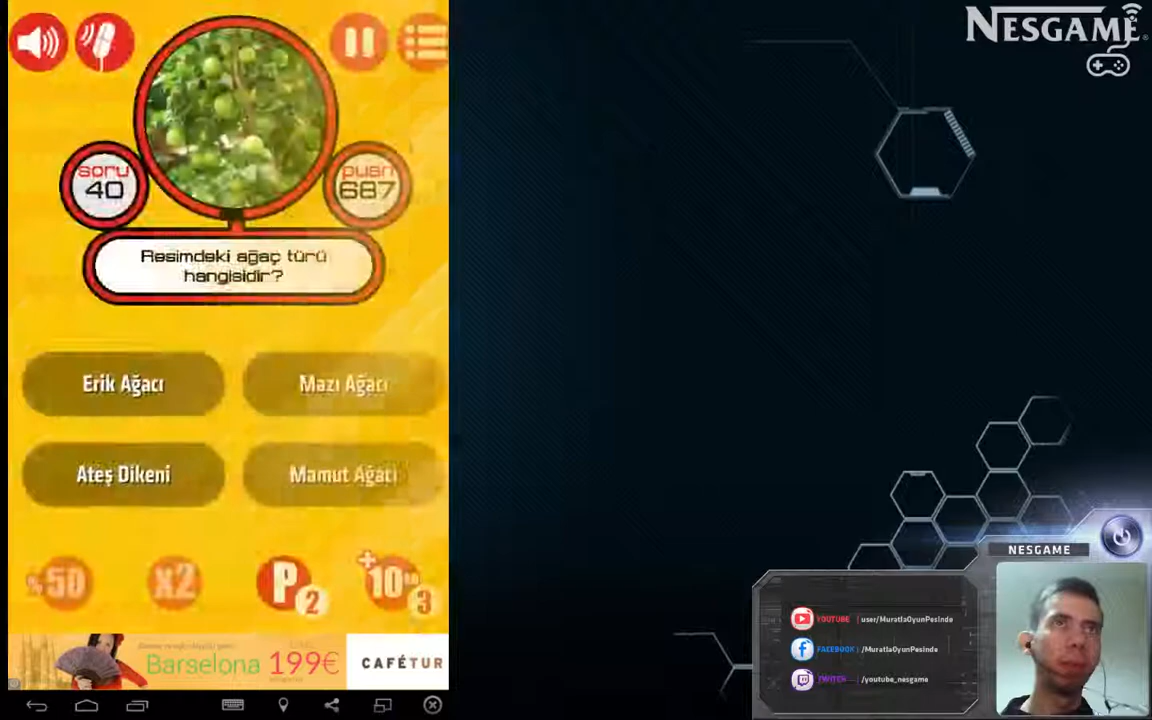 NESGAME
soru
40
puan
687
Resimdeki ağaç türü
hangisidir?
Erik Ağacı
Mazı Ağacı
Ateş Dikeni
Mamut Ağacı
%50
x2
P
2
+10
3
Barselona 199€
CAFÉTUR
NESGAME
YOUTUBE | user/MuratlaOyunPesInde
FACEBOOK | /MuratlaOyunPesInde
TWITCH | /youtube_nesgame